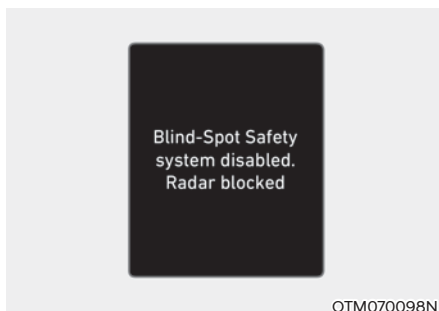 Blind-Spot Safety
system disabled.
Radar blocked
OTM070098N